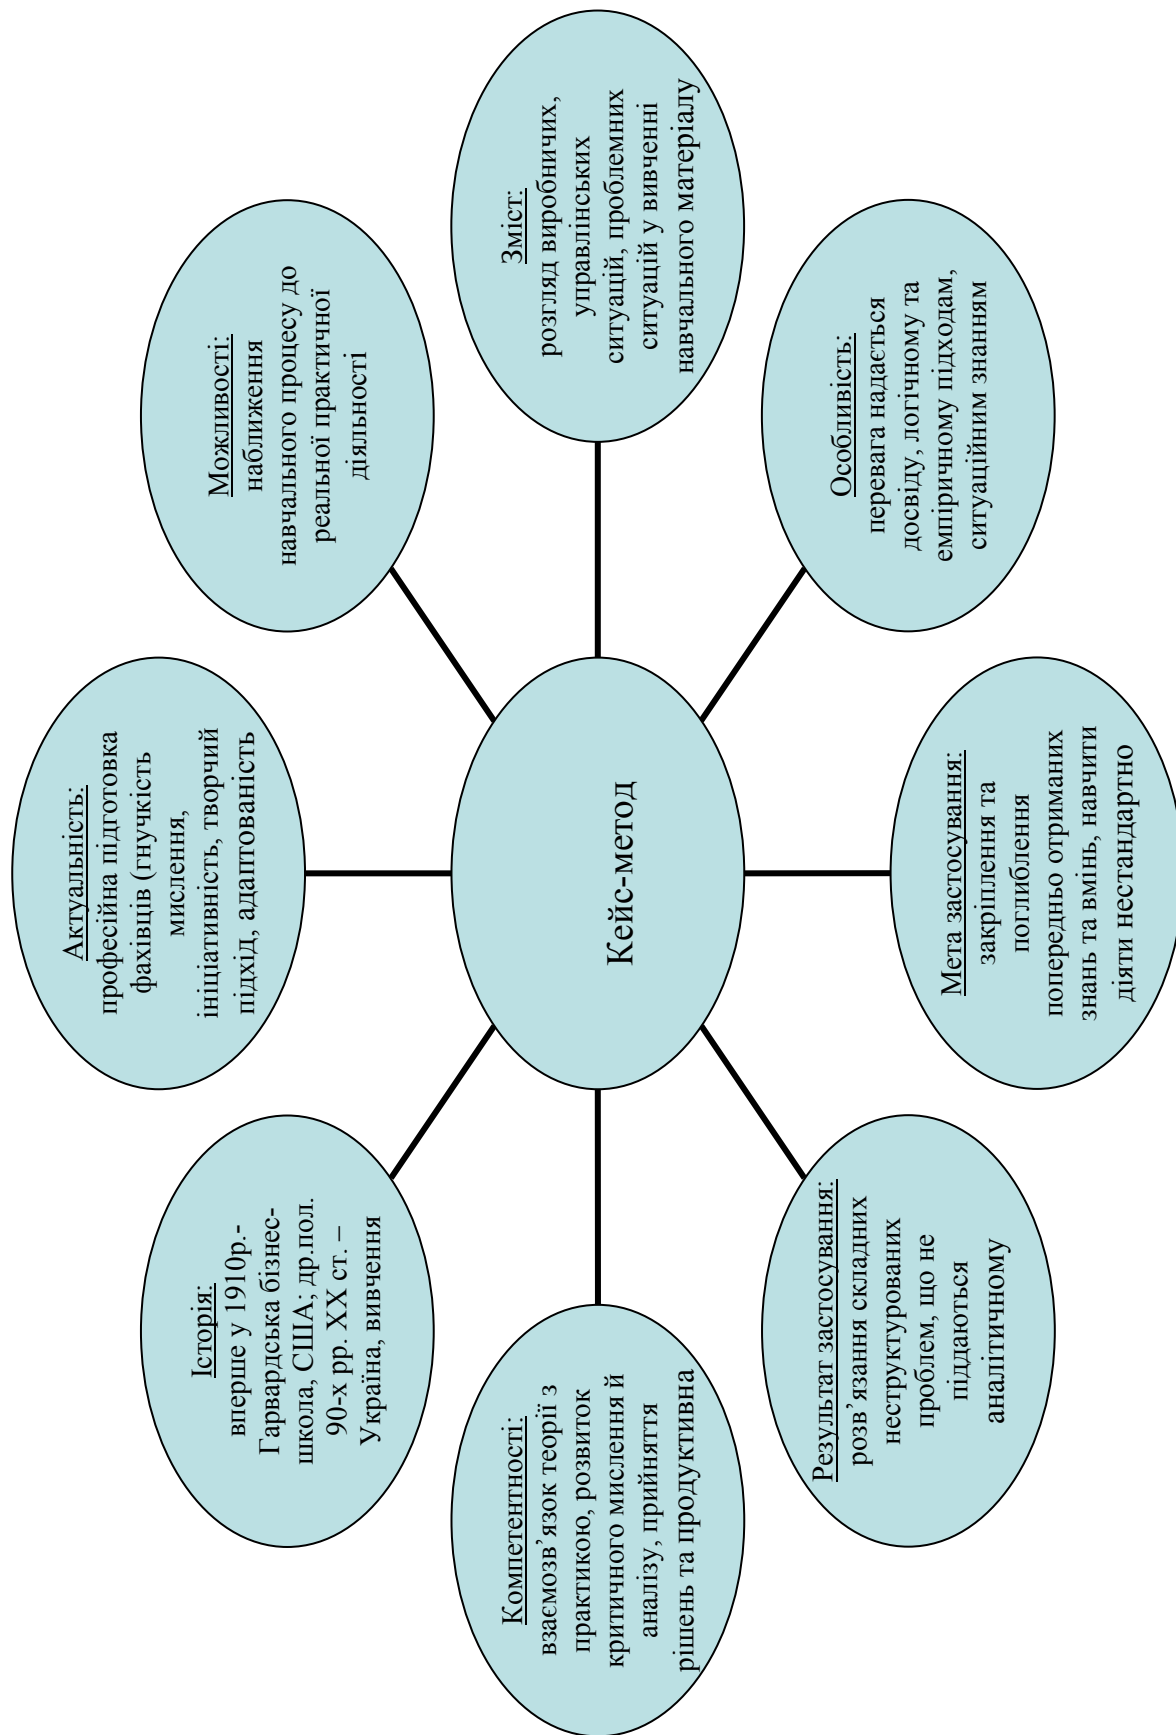 Актуальність:
професійна підготовка
фахівців (гнучкість
мислення,
ініціативність, творчий
підхід, адаптованість
Можливості:
наближення
навчального процесу до
реальної практичної
діяльності
Зміст:
розгляд виробничих,
управлінських
ситуацій, проблемних
ситуацій у вивченні
навчального матеріалу
Особливість:
перевага надається
досвіду, логічному та
емпіричному підходам,
ситуаційним знанням
Мета застосування:
закріплення та
поглиблення
попередньо отриманих
знань та вмінь, навчити
діяти нестандартно
Результат застосування:
розв’язання складних
неструктурованих
проблем, що не
піддаються
аналітичному
Компетентності:
взаємозв’язок теорії з
практикою, розвиток
критичного мислення й
аналізу, прийняття
рішень та продуктивна
Історія:
вперше у 1910р.-
Гарвардська бізнес-
школа, США; др.пол.
90-х рр. ХХ ст. –
Україна, вивчення
Кейс-метод